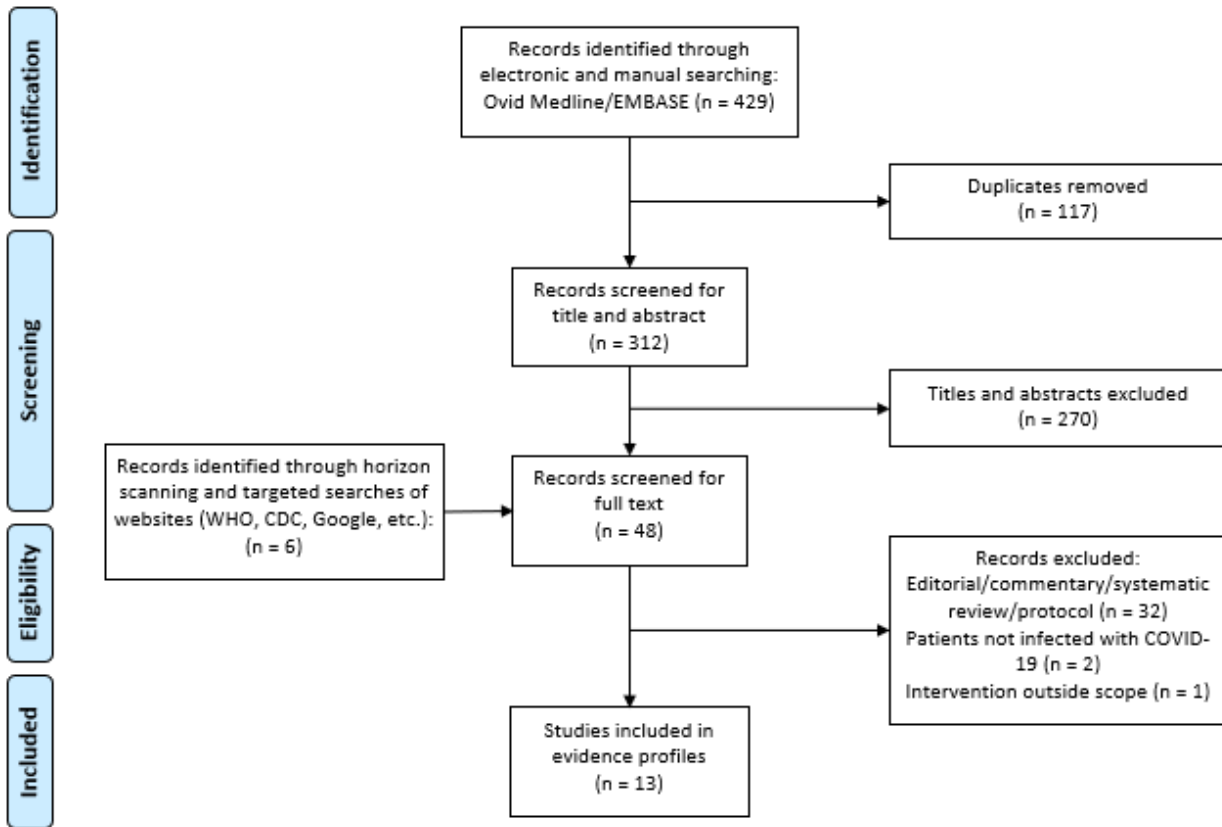 Identification
Records identified through
electronic and manual searching:
Ovid Medline/EMBASE (n = 429)
Duplicates removed
(n = 117)
Screening
Records screened for
title and abstract
(n = 312)
Titles and abstracts excluded
(n = 270)
Records identified through horizon
scanning and targeted searches of
websites (WHO, CDC, Google, etc.):
(n = 6)
Records screened for
full text
(n = 48)
Eligibility
Records excluded:
Editorial/commentary/systematic
review/protocol (n = 32)
Patients not infected with COVID-
19 (n = 2)
Intervention outside scope (n = 1)
Included
Studies included in
evidence profiles
(n = 13)